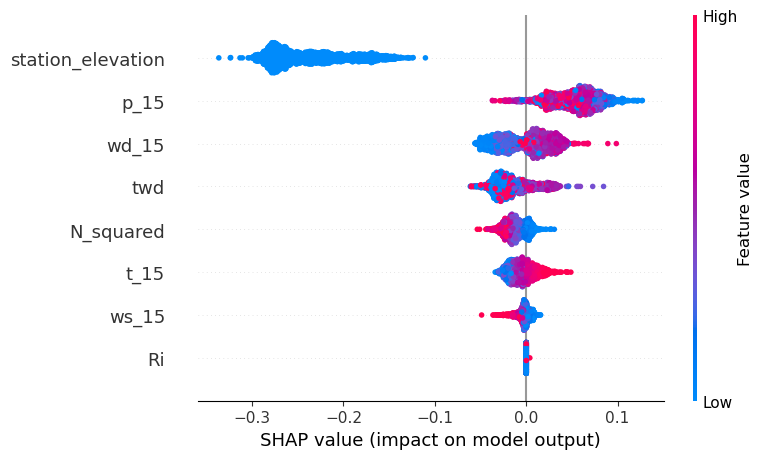 High
station_elevation
p_15
wd_15
twd
N_squared
t_15
ws_15
Ri
Feature value
Low
−0.3 −0.2 −0.1 0.0 0.1
SHAP value (impact on model output)